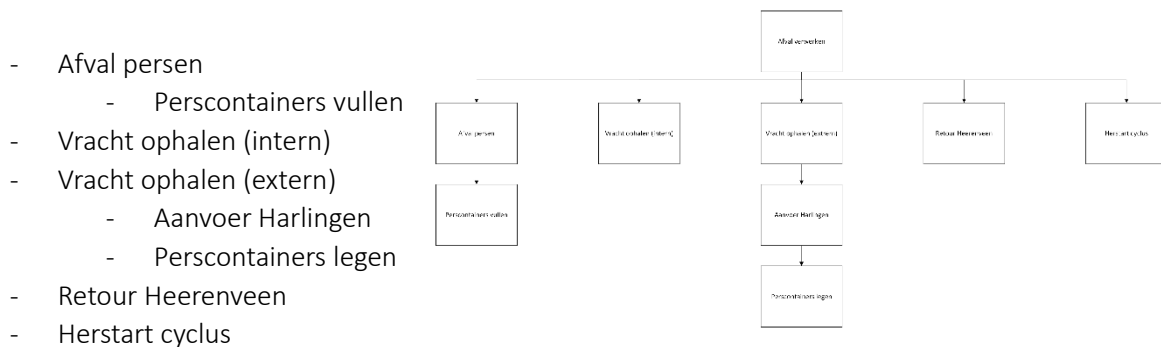 - Afval persen
- Perscontainers vullen
- Vracht ophalen (intern)
- Vracht ophalen (extern)
- Aanvoer Harlingen
- Perscontainers legen
- Retour Heerenveen
- Herstart cyclus
Afval verwerken
Afval persen
Vracht ophalen (intern)
Vracht ophalen (extrem)
Retour Heerenveen
Herstart cyclus
Perscontainers vullen
Aanvoer Harlingen
Perscontainers legen